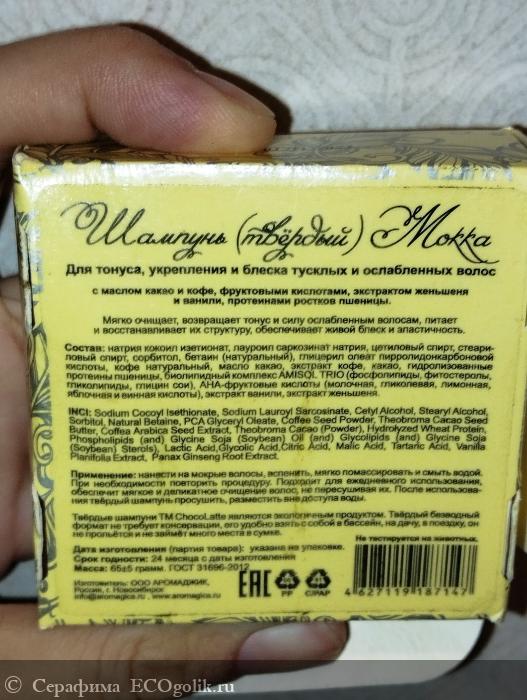 Шампунь (твёрдый) Мокка
Для тонуса, укрепления и блеска тусклых и ослабленных волос
с маслом какао и кофе, фруктовыми кислотами, экстрактом женьшеня
и ванили, протеинами ростков пшеницы.
Мягко очищает, возвращает тонус и силу ослабленным волосам, питает
и восстанавливает их структуру, обеспечивает живой блеск и эластичность.
Состав: натрия кокоил изетионат, лауроил саркозинат натрия, цетиловый спирт, стеари-
ловый спирт, сорбитол, бетаин (натуральный), глицерил олеат пирролидонкарбоновой
кислоты, кофе натуральный, масло какао, экстракт кофе, какао, гидролизованные
протеины пшеницы, биолипидный комплекс AMISOL TRIO (фосфолипиды, фитостеролы,
гликолипиды, глицин сои), АНА-фруктовые кислоты (молочная, гликолевая, лимонная,
яблочная и винная кислоты), экстракт ванили, экстракт женьшеня.
INCI: Sodium Cocoyl Isethionate, Sodium Lauroyl Sarcosinate, Cetyl Alcohol, Stearyl Alcohol,
Sorbitol, Natural Betaine, PCA Glyceryl Oleate, Coffee Seed Powder, Theobroma Cacao Seed
Butter, Coffea Arabica Seed Extract, Theobroma Cacao (Powder), Hydrolyzed Wheat Protein,
Phospholipids (and) Glycine Soja (Soybean) Oil (and) Glycolipids (and) Glycine Soja
(Soybean) Sterols), Lactic Acid,Glycolic Acid,Citric Acid, Malic Acid, Tartaric Acid, Vanilla
Planifolia Extract, Panax Ginseng Root Extract.
Применение: нанести на мокрые волосы, вспенить, мягко помассировать и смыть водой.
При необходимости повторить процедуру. Подходит для ежедневного использования,
обеспечит мягкое и деликатное очищение волос, не пересушивая их. После использова-
ния твёрдый шампунь просушить, разместить вне доступа воды.
Твёрдые шампуни ТМ ChocoLatte являются экологичным продуктом. Твёрдый безводный
формат не требует консервации, его удобно взять с собой в бассейн, на дачу, в поездку, он
не прольётся и не займёт много места в сумке.
Не тестируется на животных.
Дата изготовления (партия товара): указана на упаковке.
Срок годности: 24 месяца с даты изготовления
Масса: 65±5 грамм. ГОСТ 31696-2012
Изготовитель: ООО АРОМАДЖИК,
Россия, г. Новосибирск
info@aromagica.ru, www.aromagica.ru
EAC
PP
C/PAP
4 627119 187147
© Серафима ECOgolik.ru